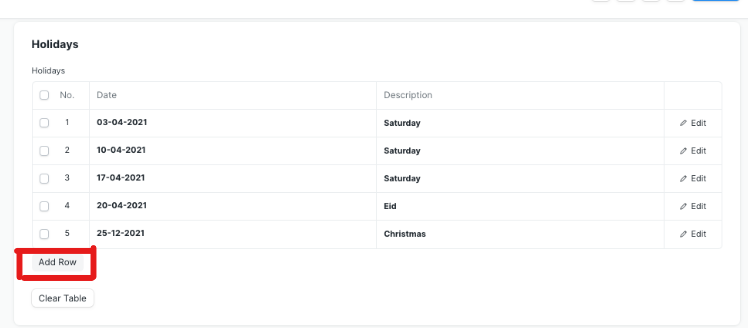 Holidays
Holidays
No. Date Description
1 03-04-2021 Saturday Edit
2 10-04-2021 Saturday Edit
3 17-04-2021 Saturday Edit
4 20-04-2021 Eid Edit
5 25-12-2021 Christmas Edit
Add Row
Clear Table